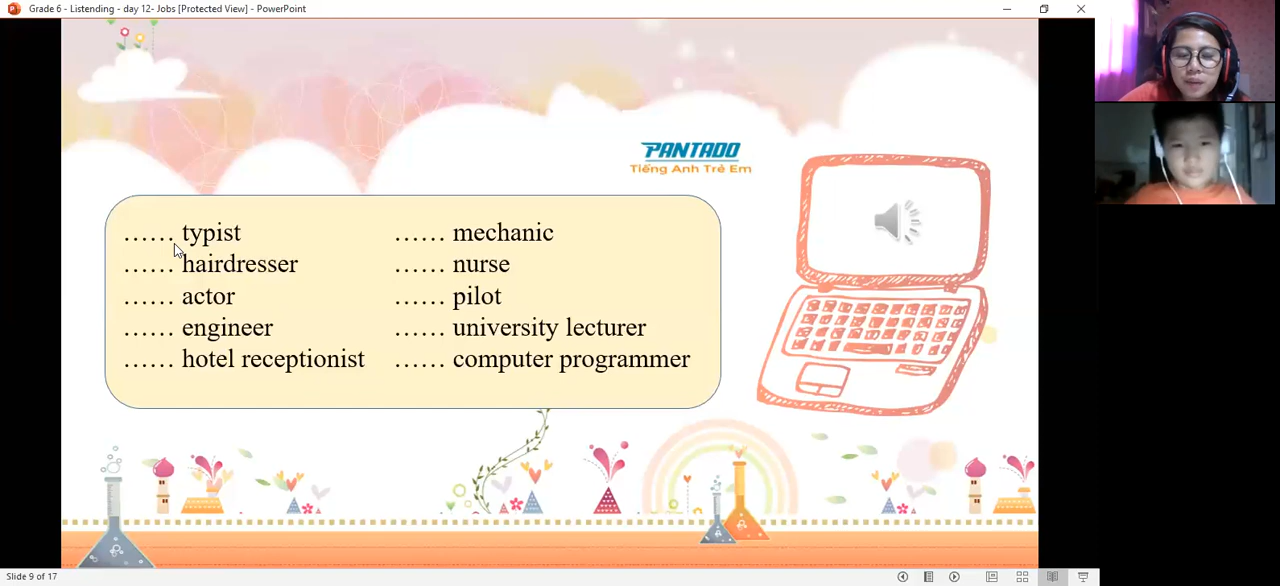 Grade 6 - Listending - day 12- Jobs [Protected View] - PowerPoint
PANTADO
Tiếng Anh Trẻ Em
...... typist
...... hairdresser
...... actor
...... engineer
...... hotel receptionist
...... mechanic
...... nurse
...... pilot
...... university lecturer
...... computer programmer
Slide 9 of 17